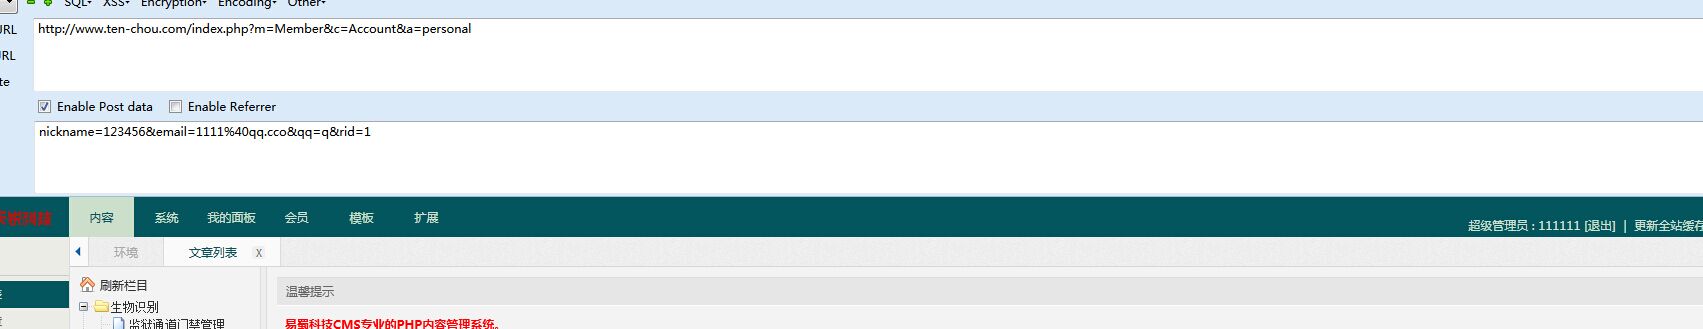 SQL▾ XSS▾ Encryption▾ Encoding▾ Other▾
URL
http://www.ten-chou.com/index.php?m=Member&c=Account&a=personal
URL
Enable Post data Enable Referrer
nickname=123456&email=1111%40qq.cco&qq=q&rid=1
内容 系统 我的面板 会员 模板 扩展
超级管理员 : 111111 [退出] | 更新全站缓存
环境 文章列表 x
刷新栏目
温馨提示
生物识别
监狱通道门禁管理
易蜀科技CMS专业的PHP内容管理系统。